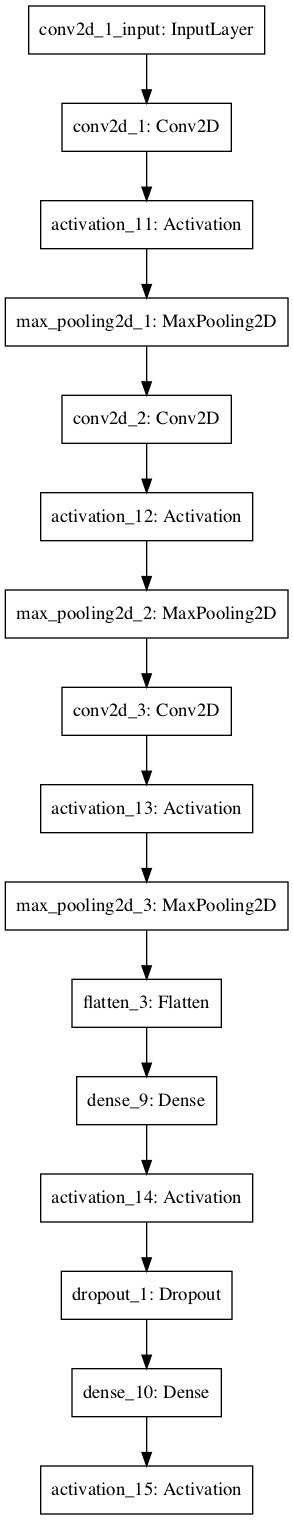 conv2d_1_input: InputLayer
conv2d_1: Conv2D
activation_11: Activation
max_pooling2d_1: MaxPooling2D
conv2d_2: Conv2D
activation_12: Activation
max_pooling2d_2: MaxPooling2D
conv2d_3: Conv2D
activation_13: Activation
max_pooling2d_3: MaxPooling2D
flatten_3: Flatten
dense_9: Dense
activation_14: Activation
dropout_1: Dropout
dense_10: Dense
activation_15: Activation